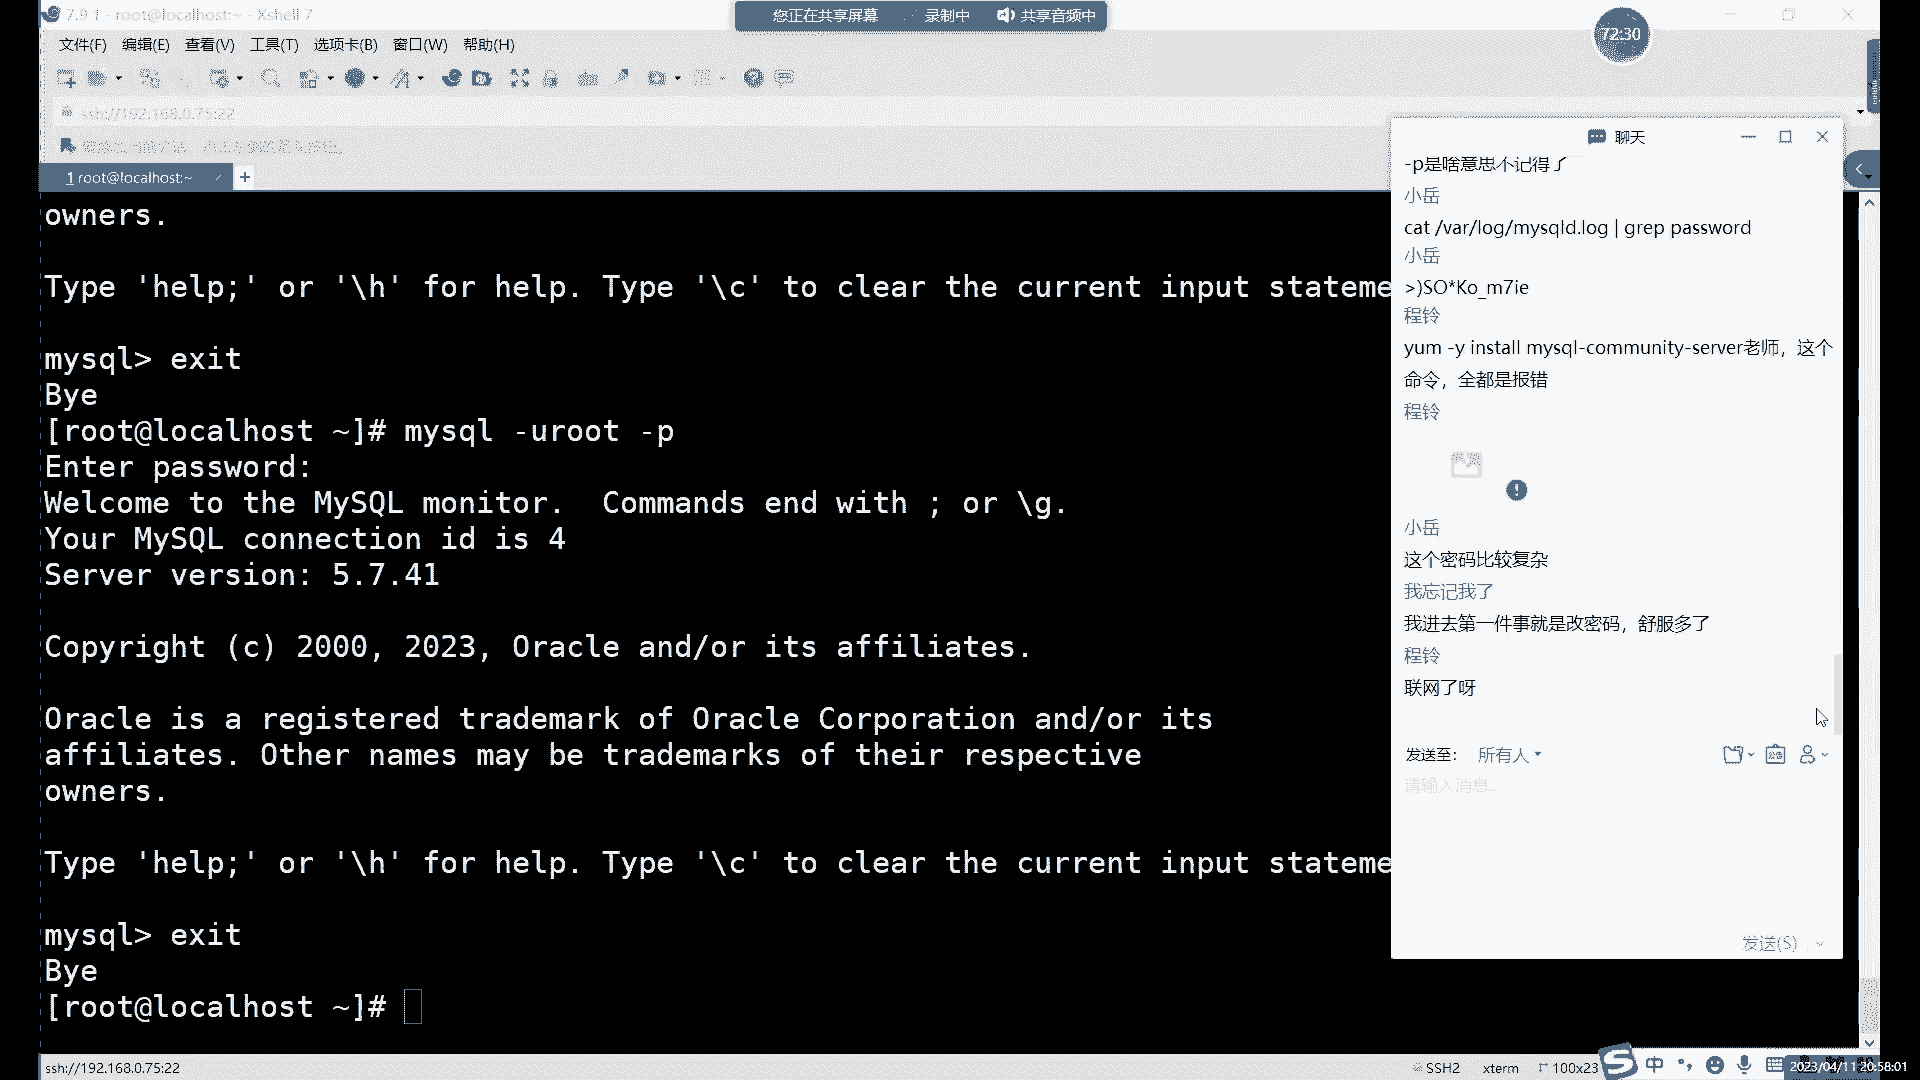 7.9 1 - root@localhost:~ - Xshell 7
您正在共享屏幕
录制中
共享音频中
72:30
文件(F) 编辑(E) 查看(V) 工具(T) 选项卡(B) 窗口(W) 帮助(H)
ssh://192.168.0.75:22
1 root@localhost:~
owners.
Type 'help;' or '\h' for help. Type '\c' to clear the current input stateme
mysql> exit
Bye
[root@localhost ~]# mysql -uroot -p
Enter password:
Welcome to the MySQL monitor.  Commands end with ; or \g.
Your MySQL connection id is 4
Server version: 5.7.41
Copyright (c) 2000, 2023, Oracle and/or its affiliates.
Oracle is a registered trademark of Oracle Corporation and/or its
affiliates. Other names may be trademarks of their respective
owners.
Type 'help;' or '\h' for help. Type '\c' to clear the current input stateme
mysql> exit
Bye
[root@localhost ~]#
聊天
-p是啥意思不记得了
小岳
cat /var/log/mysqld.log | grep password
小岳
>)SO*Ko_m7ie
程铃
yum -y install mysql-community-server老师，这个
命令，全都是报错
程铃
小岳
这个密码比较复杂
我忘记我了
我进去第一件事就是改密码，舒服多了
程铃
联网了呀
发送至： 所有人
请输入消息...
发送(S)
ssh://192.168.0.75:22
SSH2
xterm
100x23
中
2023/04/11 20:58:01